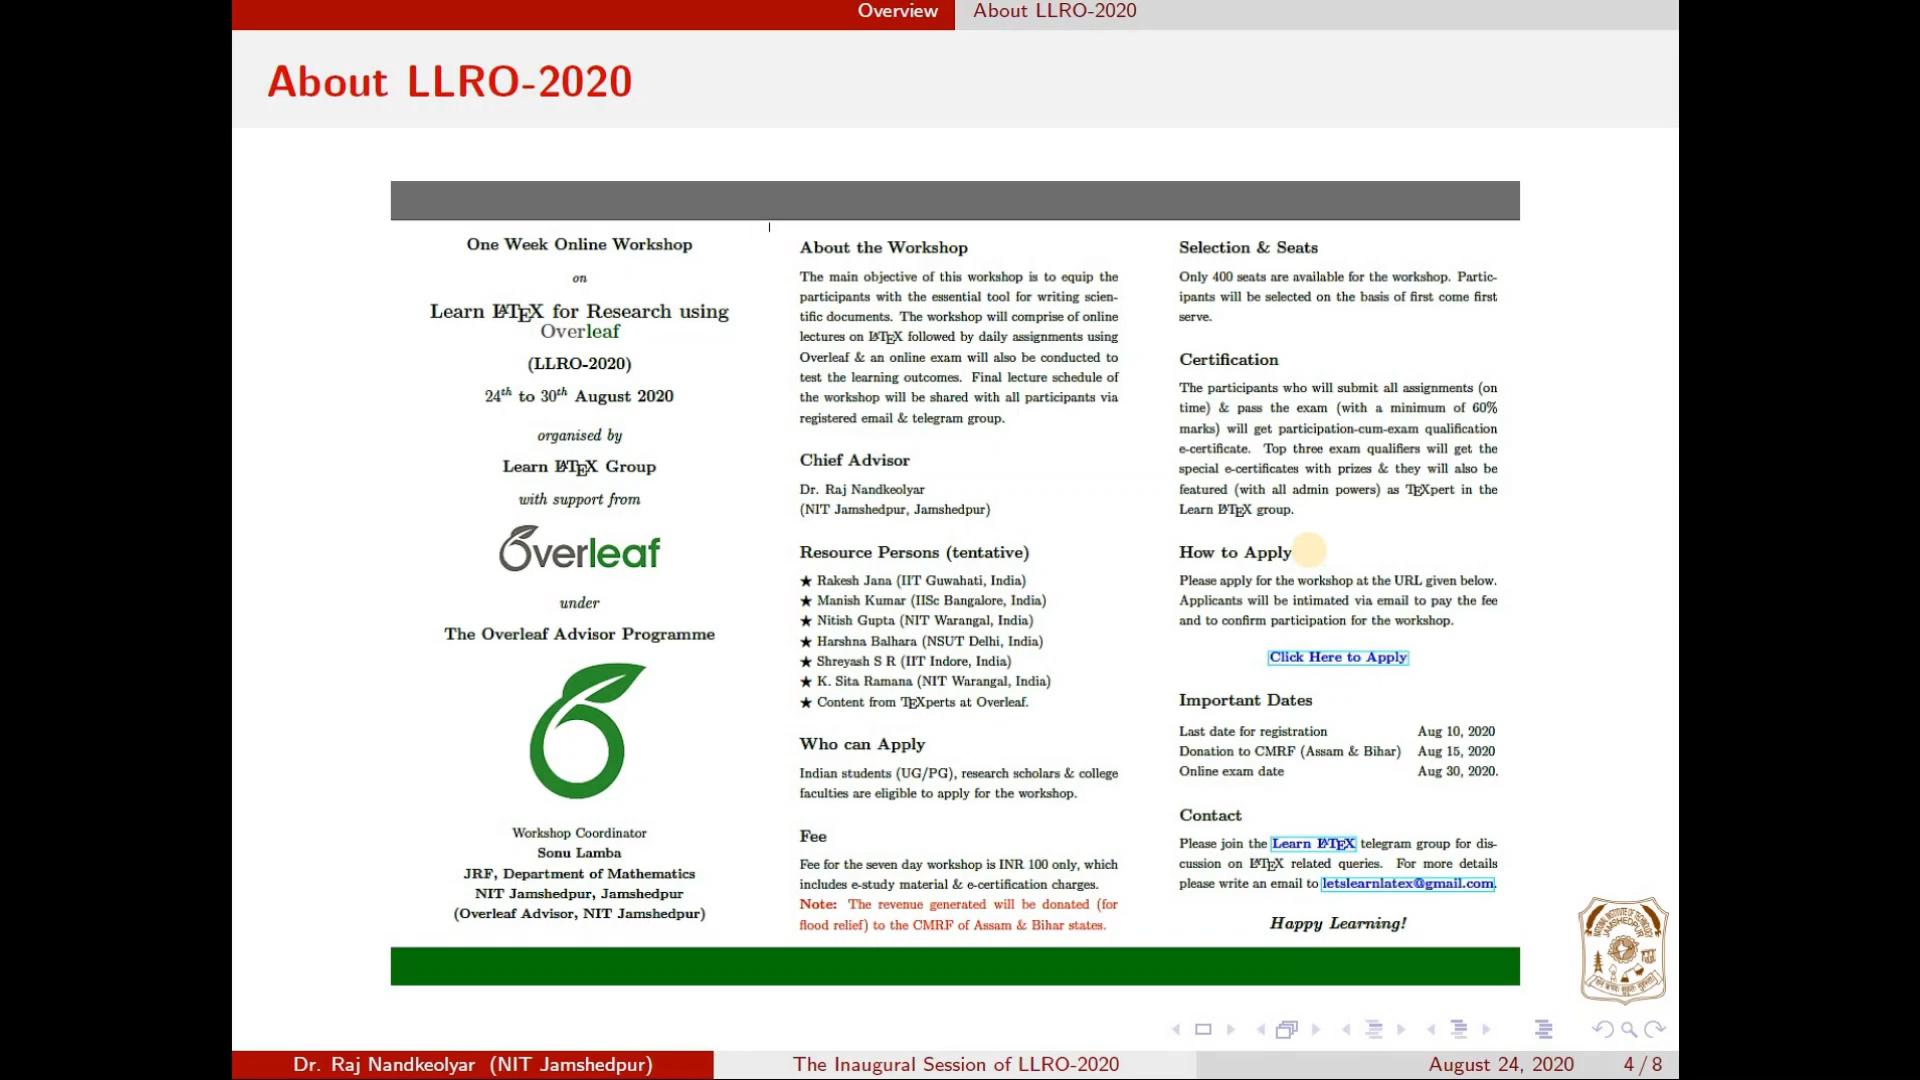 Overview
About LLRO-2020
About LLRO-2020
One Week Online Workshop
on
Learn LATEX for Research using
Overleaf
(LLRO-2020)
24th to 30th August 2020
organised by
Learn LATEX Group
with support from
Overleaf
under
The Overleaf Advisor Programme
Workshop Coordinator
Sonu Lamba
JRF, Department of Mathematics
NIT Jamshedpur, Jamshedpur
(Overleaf Advisor, NIT Jamshedpur)
About the Workshop
The main objective of this workshop is to equip the
participants with the essential tool for writing scien-
tific documents. The workshop will comprise of online
lectures on LATEX followed by daily assignments using
Overleaf & an online exam will also be conducted to
test the learning outcomes. Final lecture schedule of
the workshop will be shared with all participants via
registered email & telegram group.
Chief Advisor
Dr. Raj Nandkeolyar
(NIT Jamshedpur, Jamshedpur)
Resource Persons (tentative)
★ Rakesh Jana (IIT Guwahati, India)
★ Manish Kumar (IISc Bangalore, India)
★ Nitish Gupta (NIT Warangal, India)
★ Harshna Balhara (NSUT Delhi, India)
★ Shreyash S R (IIT Indore, India)
★ K. Sita Ramana (NIT Warangal, India)
★ Content from TEXperts at Overleaf.
Who can Apply
Indian students (UG/PG), research scholars & college
faculties are eligible to apply for the workshop.
Fee
Fee for the seven day workshop is INR 100 only, which
includes e-study material & e-certification charges.
Note: The revenue generated will be donated (for
flood relief) to the CMRF of Assam & Bihar states.
Selection & Seats
Only 400 seats are available for the workshop. Partic-
ipants will be selected on the basis of first come first
serve.
Certification
The participants who will submit all assignments (on
time) & pass the exam (with a minimum of 60%
marks) will get participation-cum-exam qualification
e-certificate. Top three exam qualifiers will get the
special e-certificates with prizes & they will also be
featured (with all admin powers) as TEXpert in the
Learn LATEX group.
How to Apply
Please apply for the workshop at the URL given below.
Applicants will be intimated via email to pay the fee
and to confirm participation for the workshop.
Click Here to Apply
Important Dates
Last date for registration Aug 10, 2020
Donation to CMRF (Assam & Bihar) Aug 15, 2020
Online exam date Aug 30, 2020.
Contact
Please join the Learn LATEX telegram group for dis-
cussion on LATEX related queries. For more details
please write an email to letslearnlatex@gmail.com.
Happy Learning!
Dr. Raj Nandkeolyar (NIT Jamshedpur)
The Inaugural Session of LLRO-2020
August 24, 2020
4 / 8